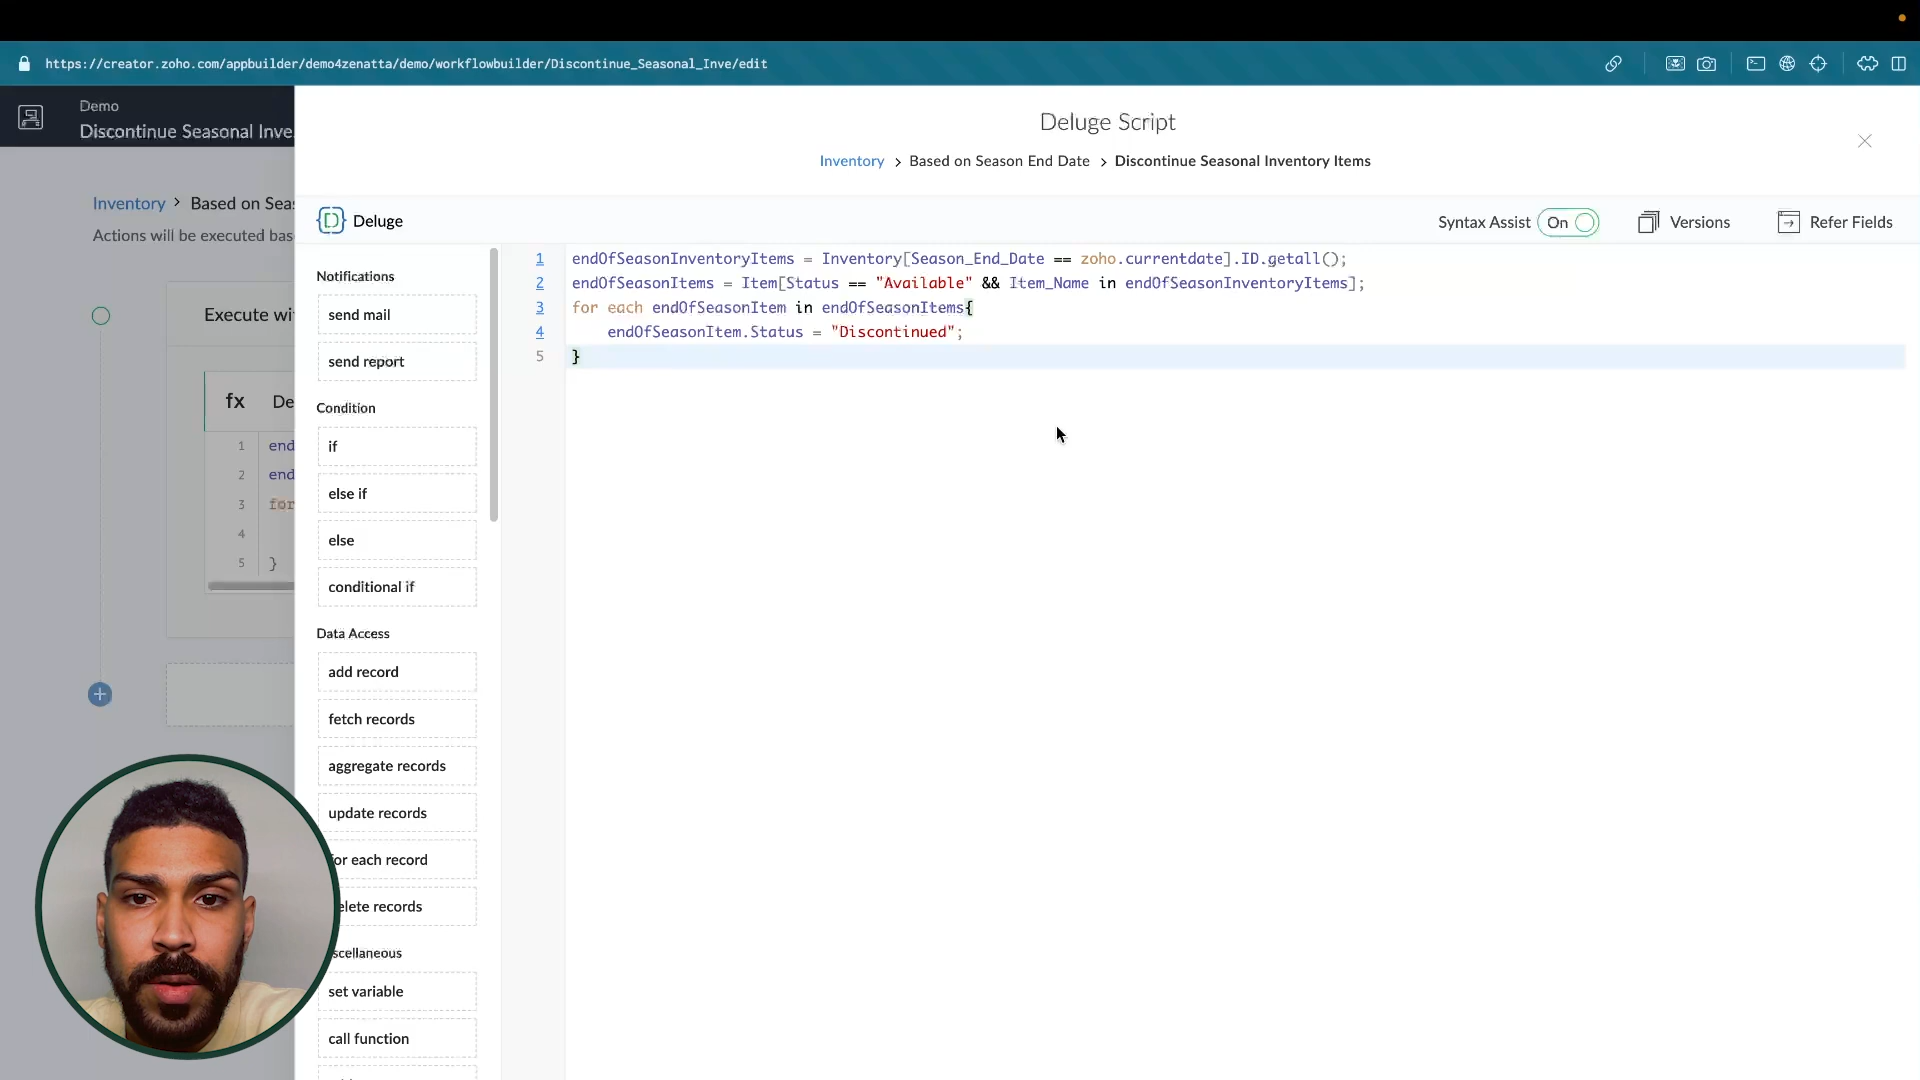 https://creator.zoho.com/appbuilder/demo4zenatta/demo/workflowbuilder/Discontinue_Seasonal_Inve/edit
Demo
Discontinue Seasonal Inve
Inventory > Based on Sea
Actions will be executed bas
Execute wi
fx De
1 end
2 end
3 for
4
5 }
Deluge Script
Inventory > Based on Season End Date > Discontinue Seasonal Inventory Items
Deluge
Syntax Assist On
Versions
Refer Fields
Notifications
send mail
send report
Condition
if
else if
else
conditional if
Data Access
add record
fetch records
aggregate records
update records
or each record
elete records
scellaneous
set variable
call function
1 endOfSeasonInventoryItems = Inventory[Season_End_Date == zoho.currentdate].ID.getall();
2 endOfSeasonItems = Item[Status == "Available" && Item_Name in endOfSeasonInventoryItems];
3 for each endOfSeasonItem in endOfSeasonItems{
4 endOfSeasonItem.Status = "Discontinued";
5 }